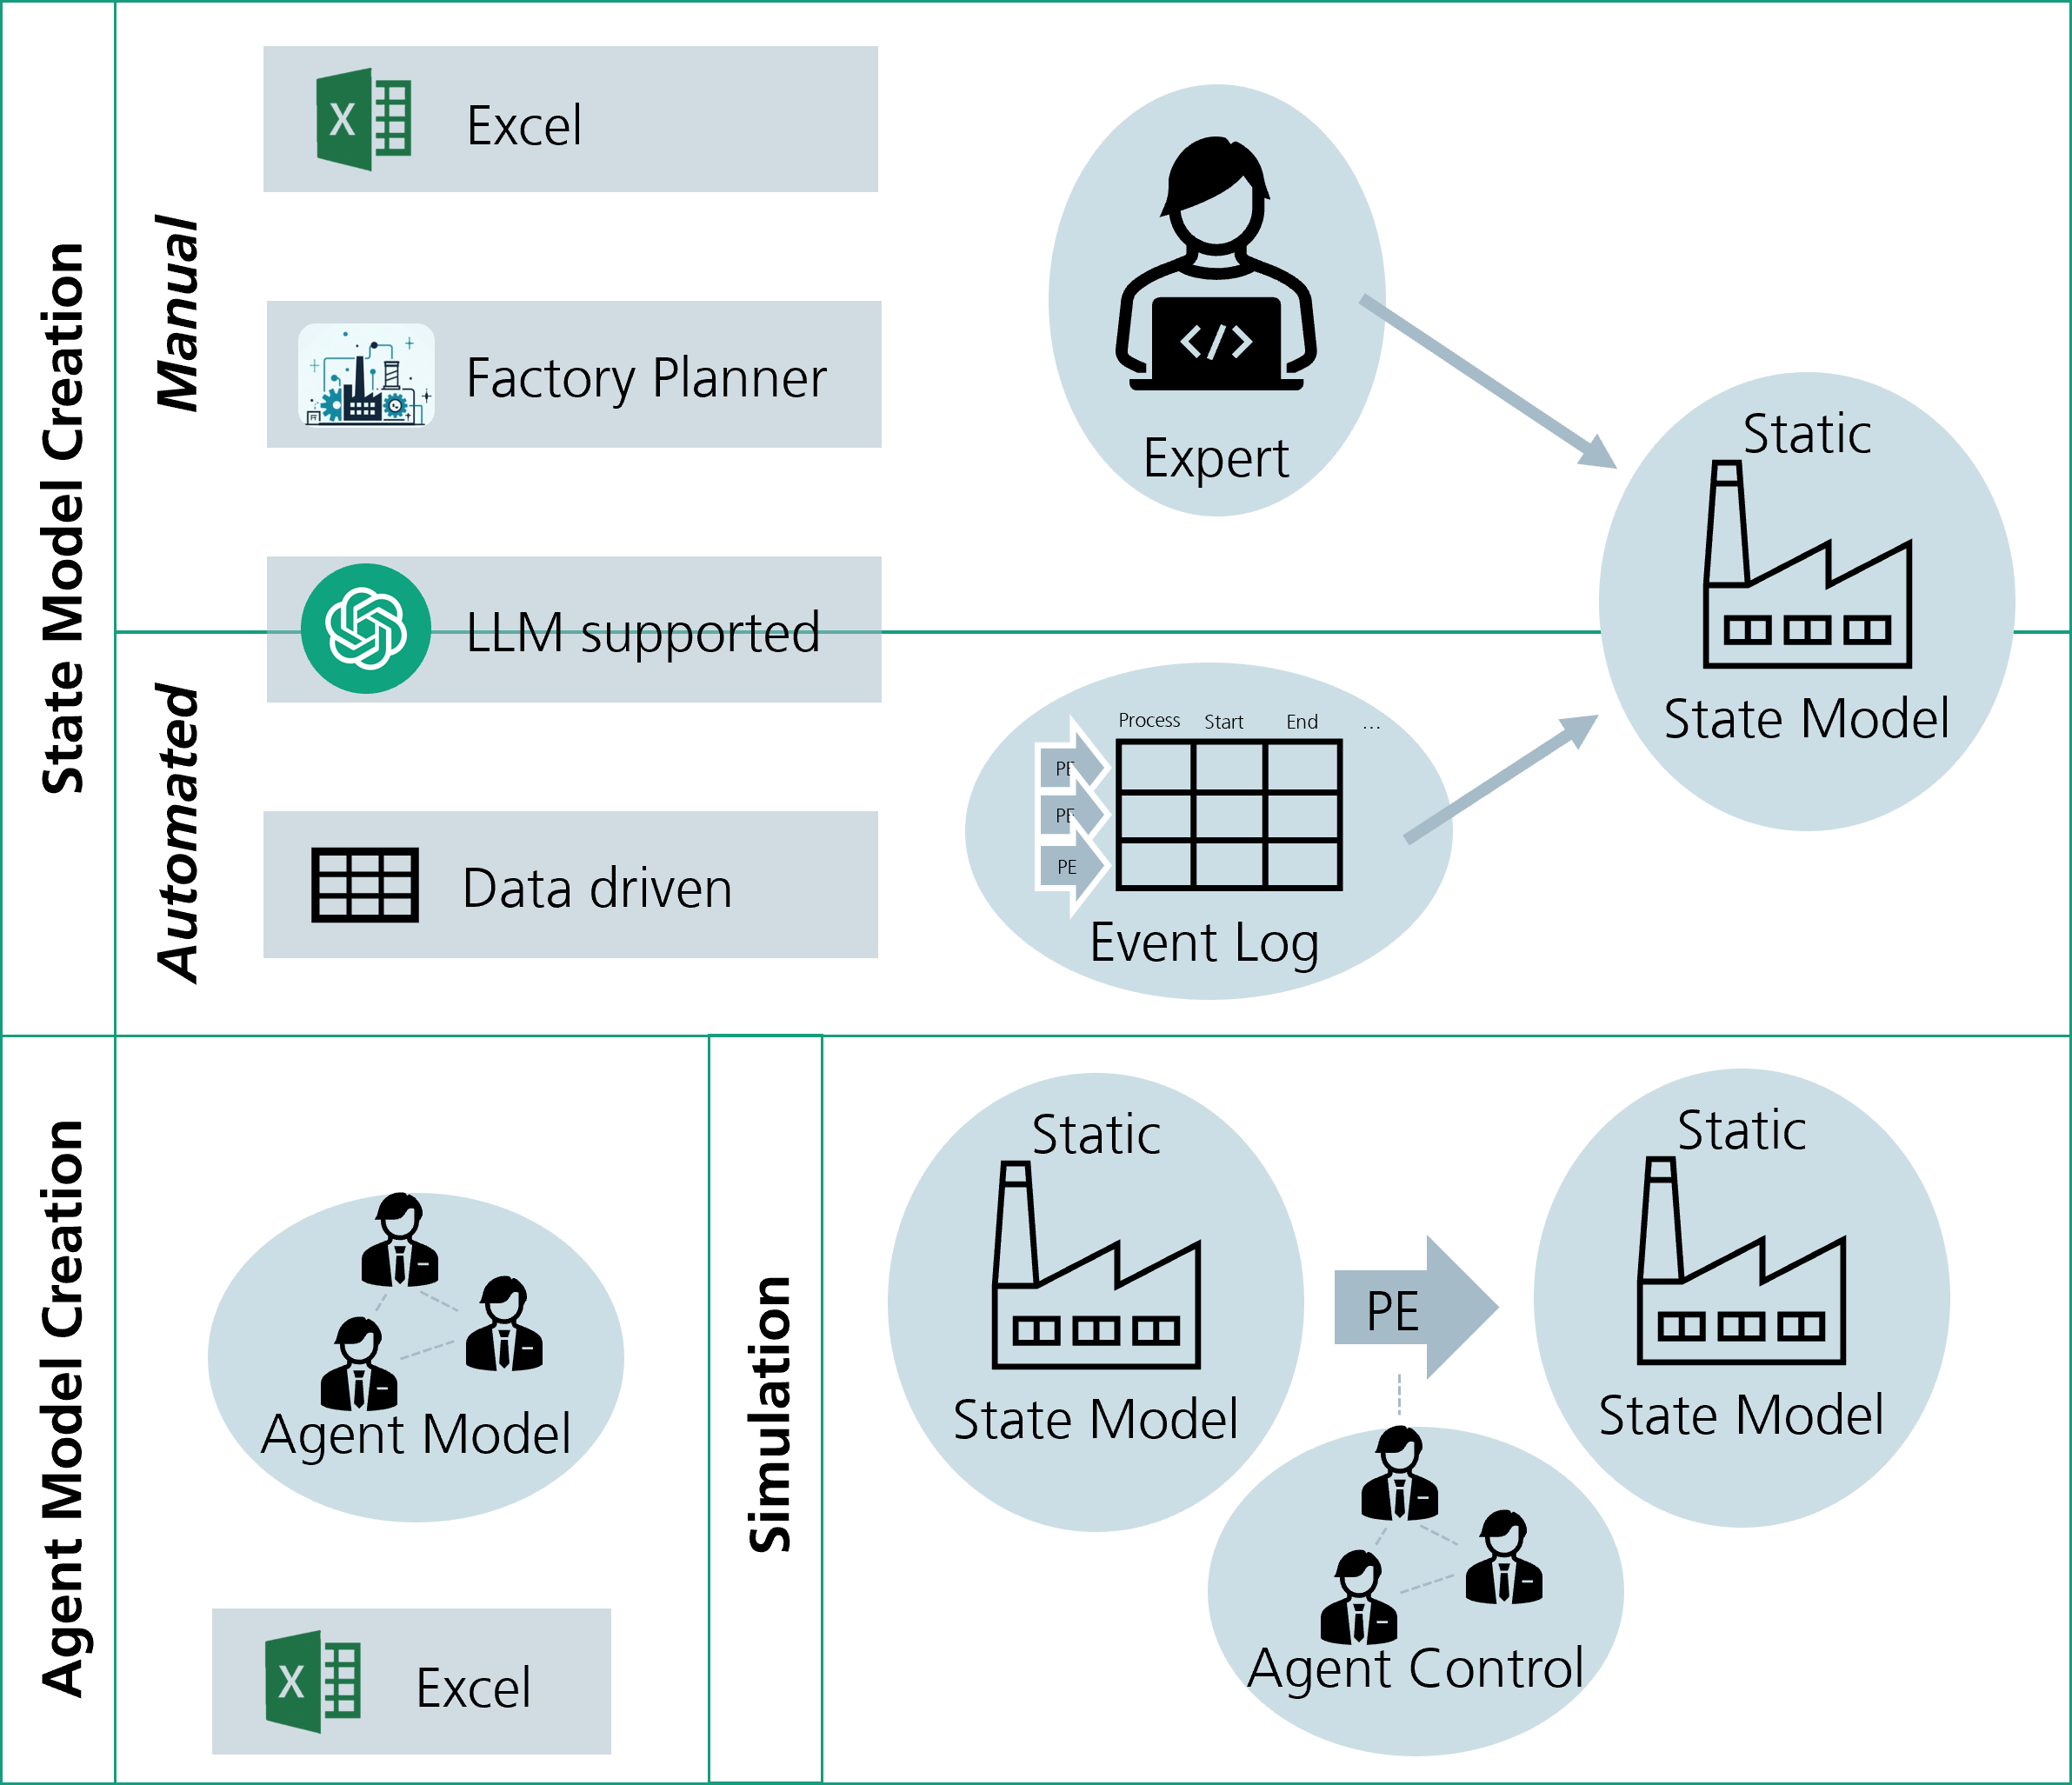 State Model Creation
Manual
Excel
Factory Planner
LLM supported
Expert
Static
State Model
Automated
Data driven
Process Start End ...
PE
PE
PE
Event Log
Agent Model Creation
Agent Model
X
Excel
Simulation
Static
State Model
PE
Static
State Model
Agent Control